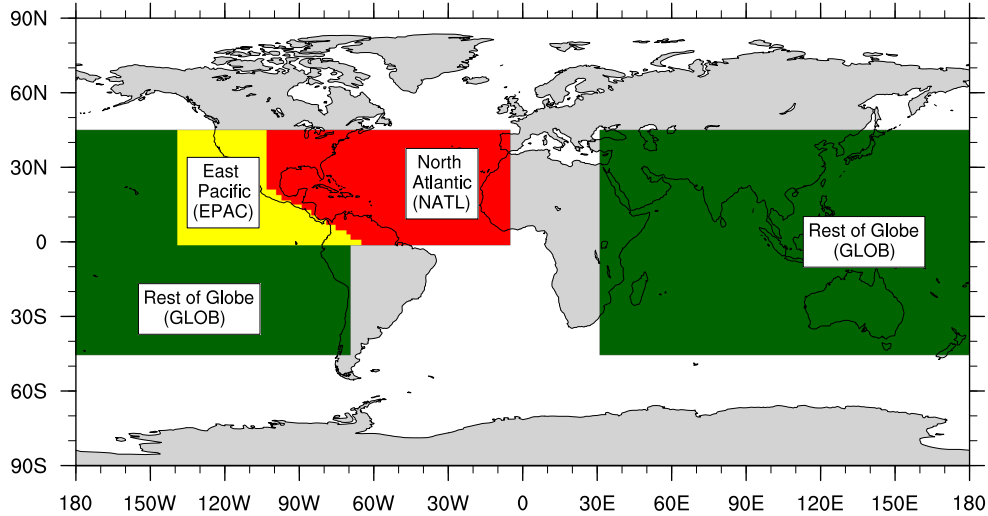 90N
60N
30N
0
30S
60S
90S
East
Pacific
(EPAC)
North
Atlantic
(NATL)
Rest of Globe
(GLOB)
Rest of Globe
(GLOB)
180 150W 120W 90W 60W 30W 0 30E 60E 90E 120E 150E 180